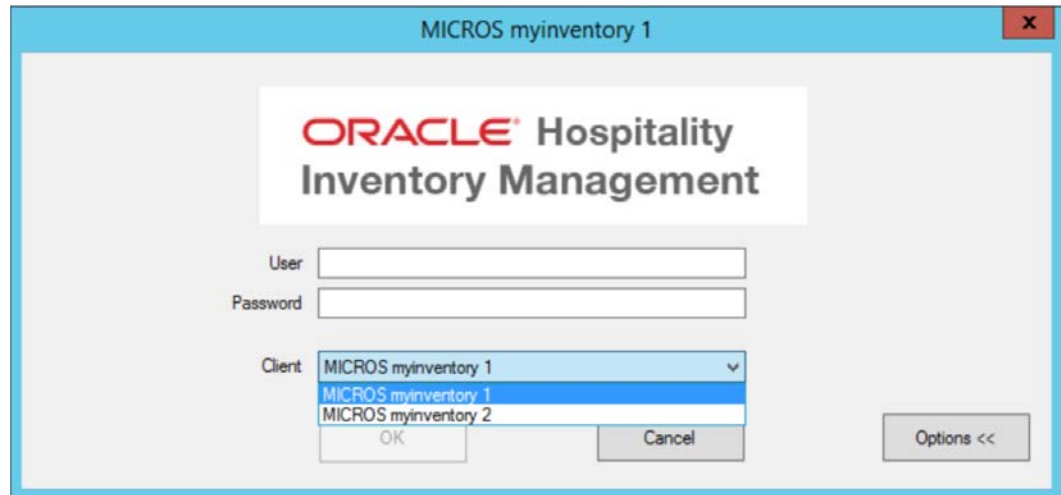 MICROS myinventory 1
x
ORACLE® Hospitality
Inventory Management
User
Password
Client MICROS myinventory 1
MICROS myinventory 1
MICROS myinventory 2
OK Cancel Options <<